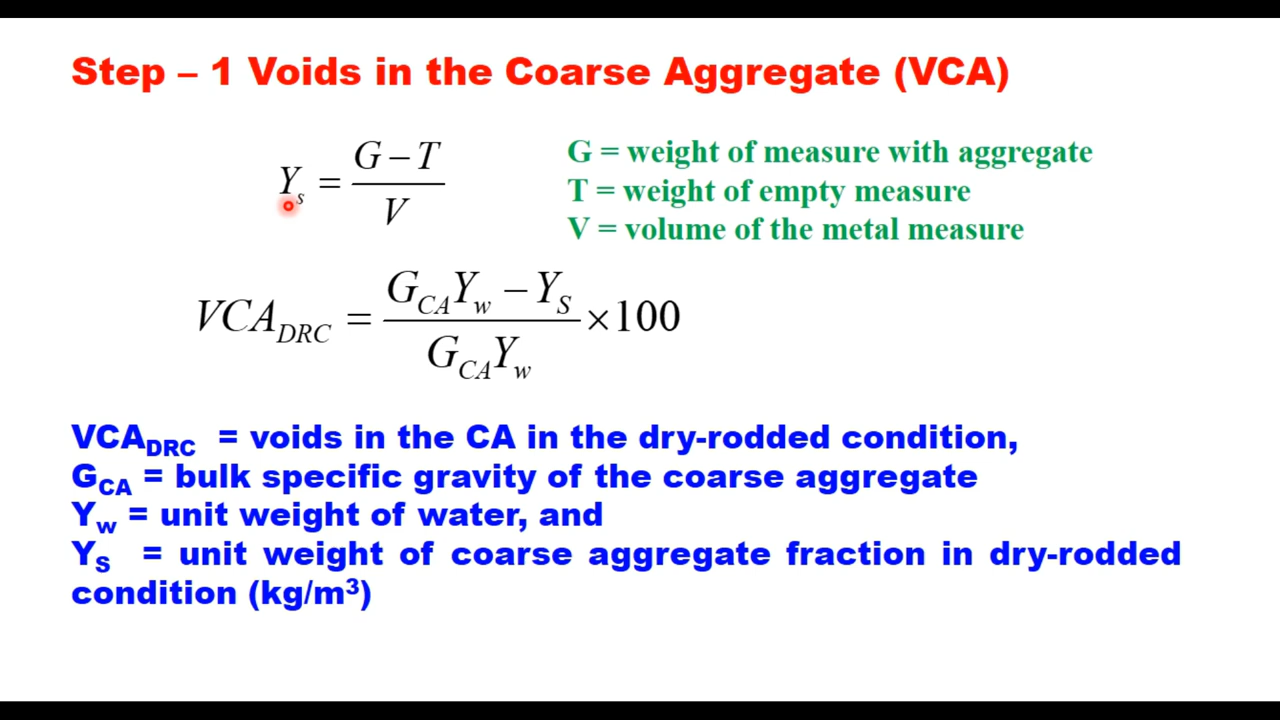 Step – 1 Voids in the Coarse Aggregate (VCA)
Y_s = (G – T) / V
G = weight of measure with aggregate
T = weight of empty measure
V = volume of the metal measure
VCA_DRC = (G_CA Y_w – Y_S) / (G_CA Y_w) × 100
VCA_DRC = voids in the CA in the dry-rodded condition,
G_CA = bulk specific gravity of the coarse aggregate
Y_w = unit weight of water, and
Y_S = unit weight of coarse aggregate fraction in dry-rodded
condition (kg/m³)